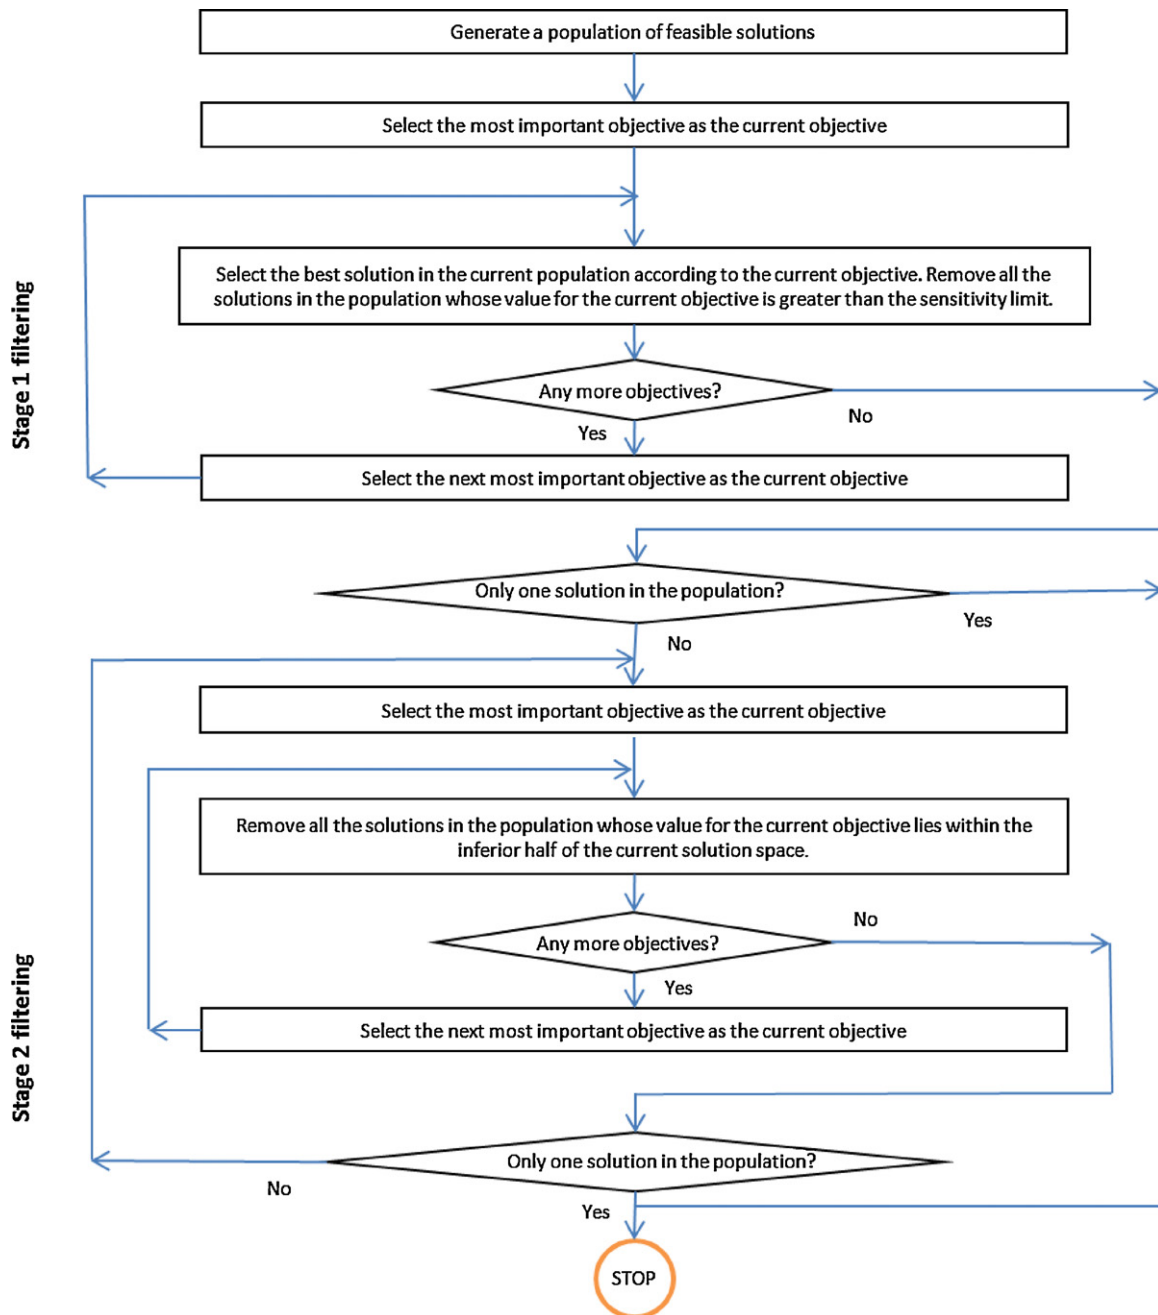 Generate a population of feasible solutions
Select the most important objective as the current objective
Stage 1 filtering
Select the best solution in the current population according to the current objective. Remove all the
solutions in the population whose value for the current objective is greater than the sensitivity limit.
Any more objectives?
No
Yes
Select the next most important objective as the current objective
Only one solution in the population?
Yes
No
Select the most important objective as the current objective
Stage 2 filtering
Remove all the solutions in the population whose value for the current objective lies within the
inferior half of the current solution space.
No
Any more objectives?
Yes
Select the next most important objective as the current objective
Only one solution in the population?
No
Yes
STOP